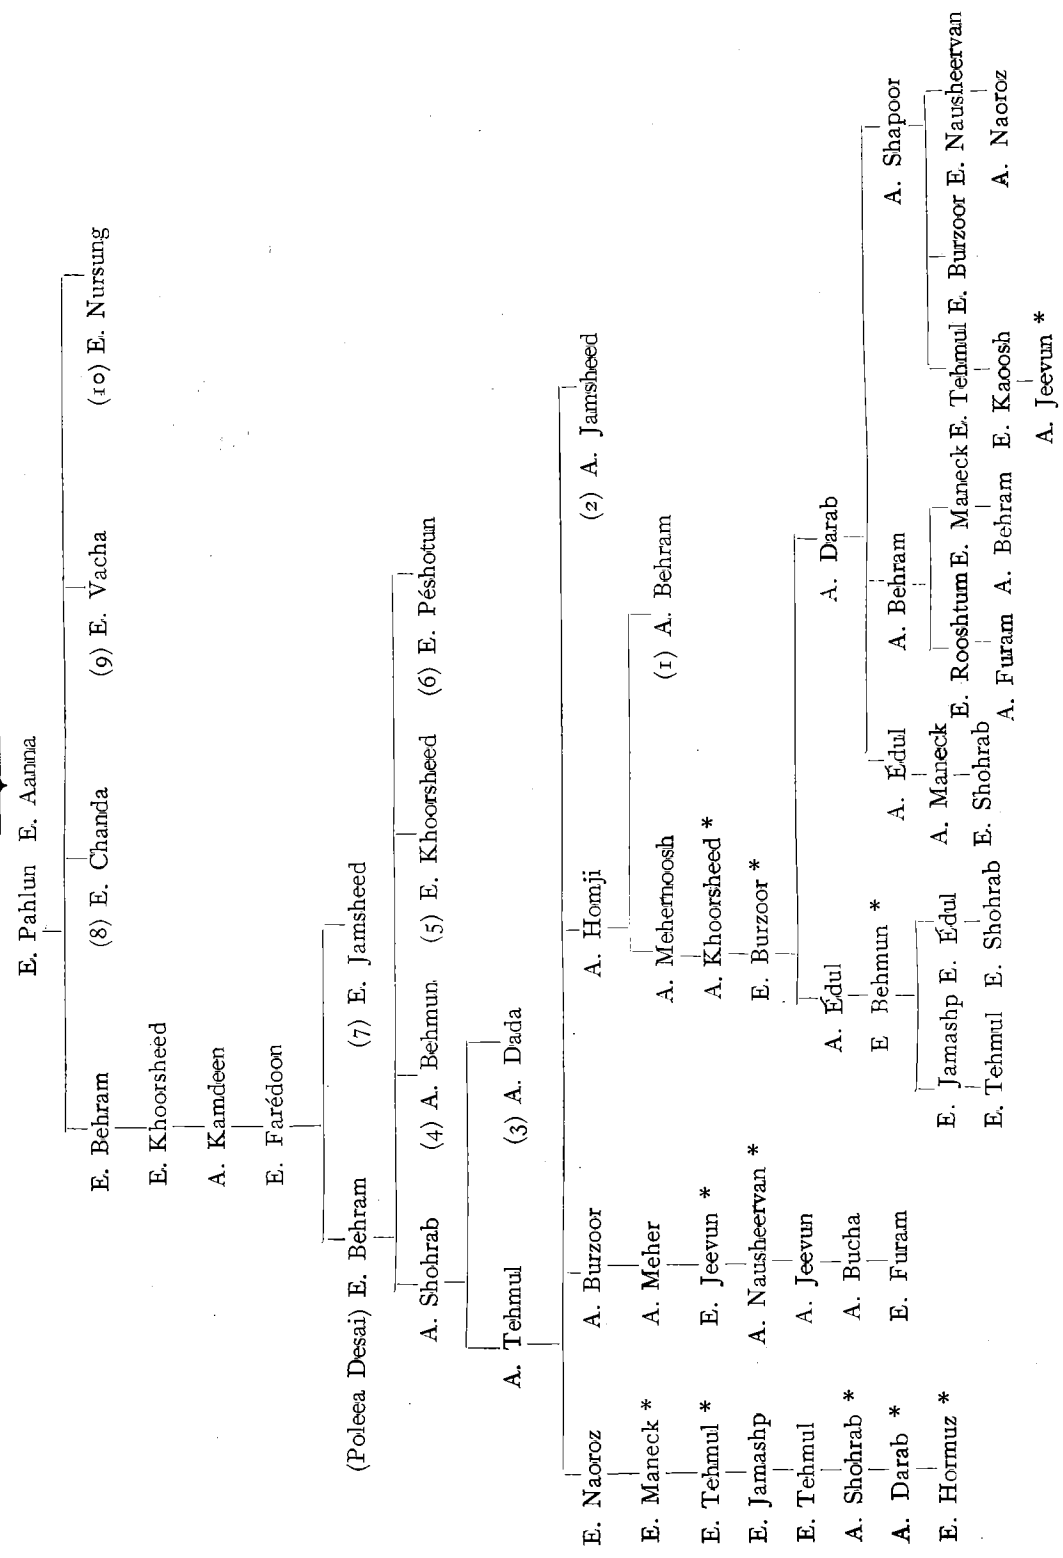 E. Pahlun E. Aanna
E. Behram (8) E. Chanda (9) E. Vacha (10) E. Nursung
E. Khoorsheed
A. Kamdeen
E. Farédoon
(Poleea Desai) E. Behram (7) E. Jamsheed
A. Shohrab (4) A. Behmun (5) E. Khoorsheed (6) E. Péshotun
A. Tehmul (3) A. Dada
E. Naoroz A. Burzoor A. Homji (2) A. Jamsheed
E. Maneck * A. Meher A. Mehernoosh (1) A. Behram
E. Tehmul * E. Jeevun * A. Khoorsheed *
E. Jamashp A. Nausheervan * E. Burzoor *
E. Tehmul A. Jeevun A. Édul A. Darab
A. Shohrab * A. Bucha E Behmun *
A. Darab * E. Furam A. Édul A. Behram A. Shapoor
E. Hormuz * E. Jamashp E. Édul A. Maneck E. Rooshtum E. Maneck E. Tehmul E. Burzoor E. Nausheervan
E. Tehmul E. Shohrab E. Shohrab A. Furam A. Behram E. Kaoosh A. Naoroz
A. Jeevun *